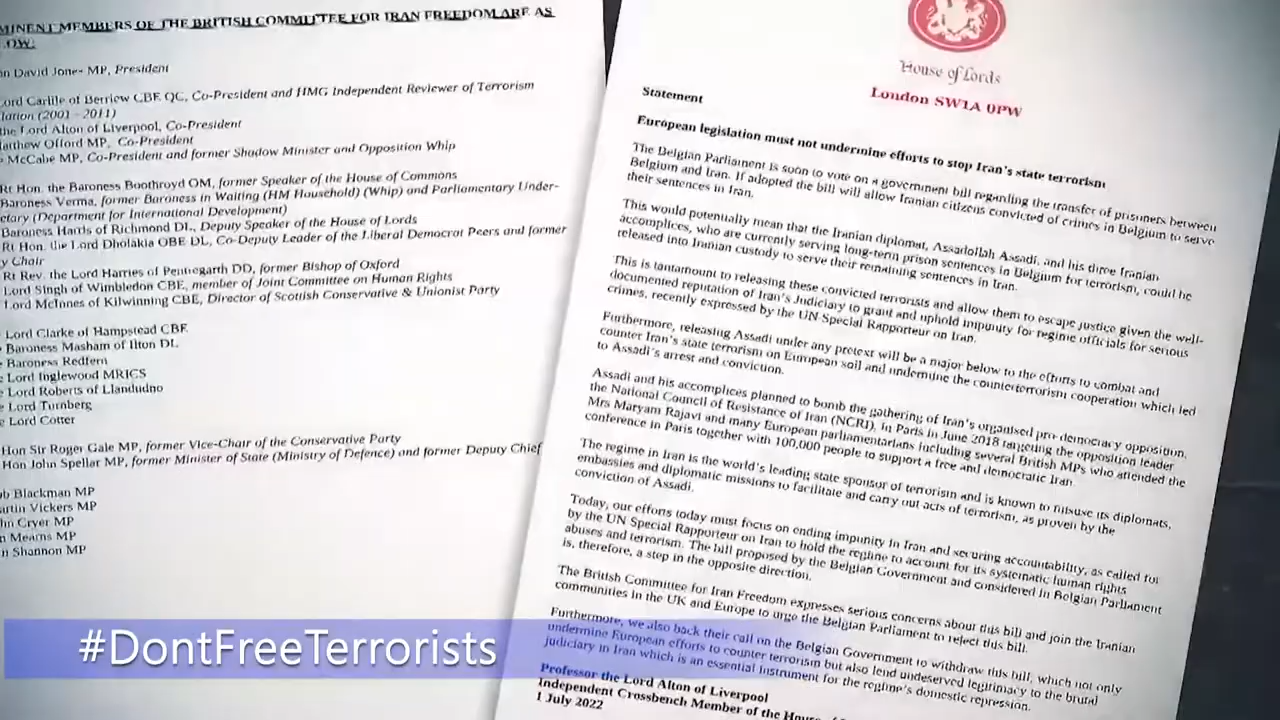 MINENT MEMBERS OF THE BRITISH COMMITTEE FOR IRAN FREEDOM ARE AS
OW:
on David Jones MP, President
ord Carlile of Berriew CBE QC, Co-President and HMG Independent Reviewer of Terrorism
lation (2001 - 2011)
the Lord Alton of Liverpool, Co-President
atthew Offord MP, Co-President
e McCabe MP, Co-President and former Shadow Minister and Opposition Whip
Rt Hon. the Baroness Boothroyd OM, former Speaker of the House of Commons
Baroness Verma, former Baroness in Waiting (HM Household) (Whip) and Parliamentary Under-
etary (Department for International Development)
Baroness Harris of Richmond DL, Deputy Speaker of the House of Lords
Rt Hon. the Lord Dholakia OBE DL, Co-Deputy Leader of the Liberal Democrat Peers and former
y Chair
Rt Rev. the Lord Harries of Pentregarth DD, former Bishop of Oxford
Lord Singh of Wimbledon CBE, member of Joint Committee on Human Rights
Lord McInnes of Kilwinning CBE, Director of Scottish Conservative & Unionist Party
e Lord Clarke of Hampstead CBE
e Baroness Masham of Ilton DL
e Baroness Redfern
e Lord Inglewood MRICS
e Lord Roberts of Llandudno
e Lord Turnberg
e Lord Cotter
Hon Sir Roger Gale MP, former Vice-Chair of the Conservative Party
Hon John Spellar MP, former Minister of State (Ministry of Defence) and former Deputy Chief
ob Blackman MP
artin Vickers MP
hn Cryer MP
n Mearns MP
n Shannon MP
House of Lords
London SW1A 0PW
Statement
European legislation must not undermine efforts to stop Iran's state terrorism
The Belgian Parliament is soon to vote on a government bill regarding the transfer of prisoners between
Belgium and Iran. If adopted the bill will allow Iranian citizens convicted of crimes in Belgium to serve
their sentences in Iran.
This would potentially mean that the Iranian diplomat, Assadollah Assadi, and his three Iranian
accomplices, who are currently serving long-term prison sentences in Belgium for terrorism, could be
released into Iranian custody to serve their remaining sentences in Iran.
This is tantamount to releasing these convicted terrorists and allow them to escape justice given the well-
documented reputation of Iran's Judiciary to grant and uphold impunity for regime officials for serious
crimes, recently expressed by the UN Special Rapporteur on Iran.
Furthermore, releasing Assadi under any pretext will be a major below to the efforts to combat and
counter Iran's state terrorism on European soil and undermine the counterterrorism cooperation which led
to Assadi's arrest and conviction.
Assadi and his accomplices planned to bomb the gathering of Iran's organised pro-democracy opposition,
the National Council of Resistance of Iran (NCRI), in Paris in June 2018 targeting the opposition leader
Mrs Maryam Rajavi and many European parliamentarians including several British MPs who attended the
conference in Paris together with 100,000 people to support a free and democratic Iran.
The regime in Iran is the world's leading state sponsor of terrorism and is known to misuse its diplomats,
embassies and diplomatic missions to facilitate and carry out acts of terrorism, as proven by the
conviction of Assadi.
Today, our efforts today must focus on ending impunity in Iran and securing accountability, as called for
by the UN Special Rapporteur on Iran to hold the regime to account for its systematic human rights
abuses and terrorism. The bill proposed by the Belgian Government and considered in Belgian Parliament
is, therefore, a step in the opposite direction.
The British Committee for Iran Freedom expresses serious concerns about this bill and join the Iranian
communities in the UK and Europe to urge the Belgian Parliament to reject this bill.
Furthermore, we also back their call on the Belgian Government to withdraw this bill, which not only
undermine European efforts to counter terrorism but also lend undeserved legitimacy to the brutal
judiciary in Iran which is an essential instrument for the regime's domestic repression.
Professor the Lord Alton of Liverpool
Independent Crossbench Member of the House
1 July 2022
#DontFreeTerrorists